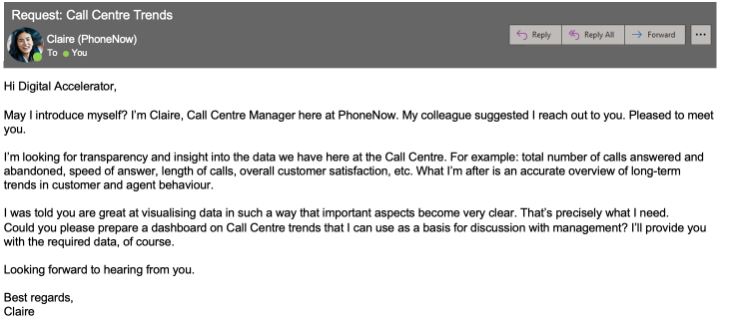 Request: Call Centre Trends
Claire (PhoneNow)
To You
Reply
Reply All
Forward
...
Hi Digital Accelerator,
May I introduce myself? I'm Claire, Call Centre Manager here at PhoneNow. My colleague suggested I reach out to you. Pleased to meet
you.
I'm looking for transparency and insight into the data we have here at the Call Centre. For example: total number of calls answered and
abandoned, speed of answer, length of calls, overall customer satisfaction, etc. What I'm after is an accurate overview of long-term
trends in customer and agent behaviour.
I was told you are great at visualising data in such a way that important aspects become very clear. That's precisely what I need.
Could you please prepare a dashboard on Call Centre trends that I can use as a basis for discussion with management? I'll provide you
with the required data, of course.
Looking forward to hearing from you.
Best regards,
Claire